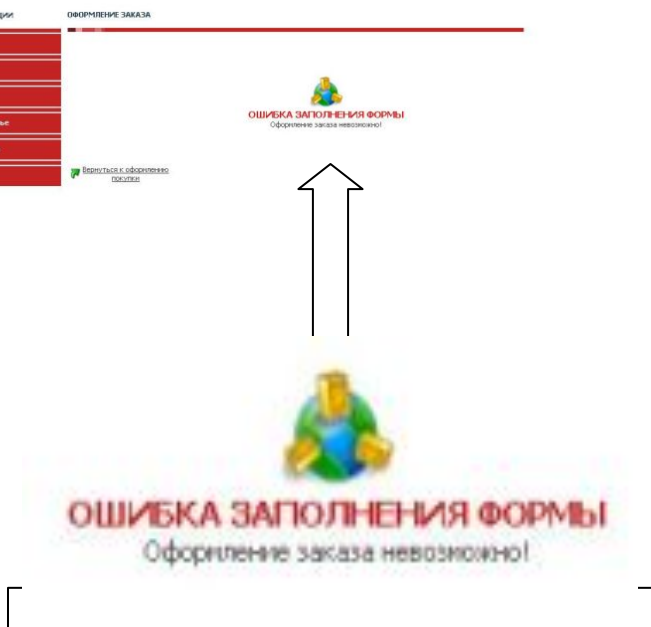 ОФОРМЛЕНИЕ ЗАКАЗА
ОШИБКА ЗАПОЛНЕНИЯ ФОРМЫ
Оформление заказа невозможно!
Вернуться к оформлению
покупки
ОШИБКА ЗАПОЛНЕНИЯ ФОРМЫ
Оформление заказа невозможно!